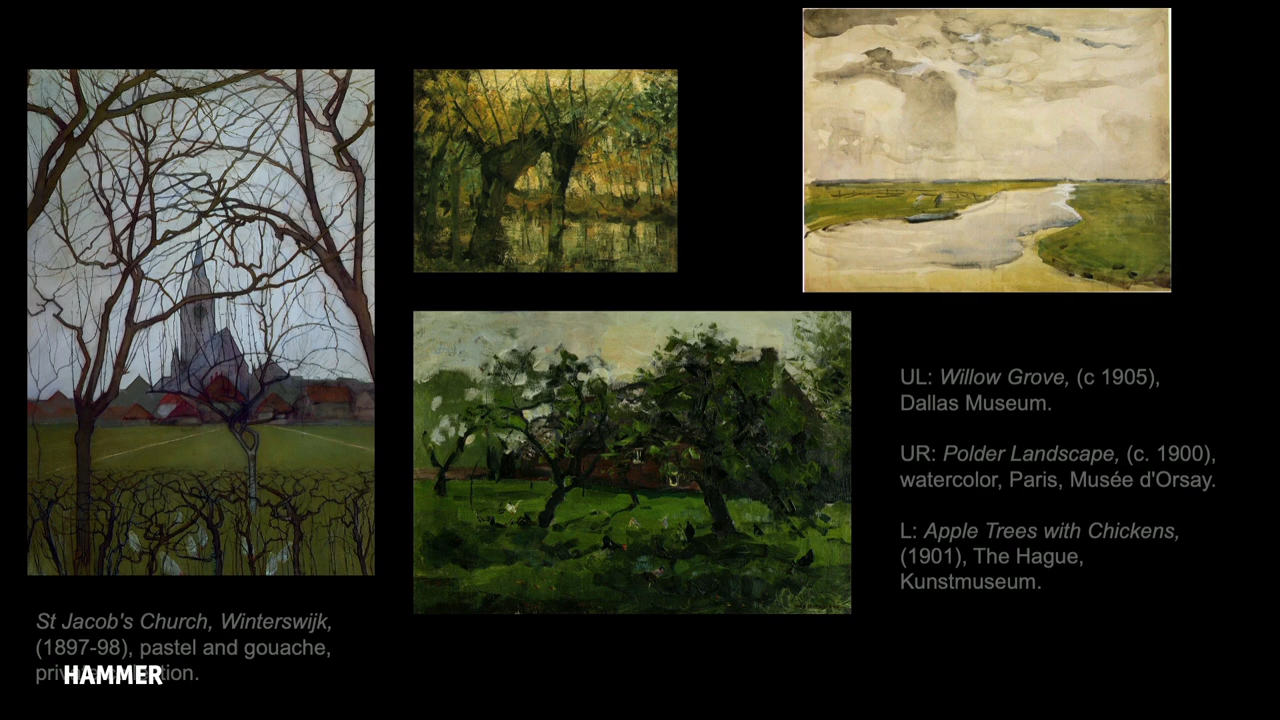 UL: Willow Grove, (c 1905),
Dallas Museum.
UR: Polder Landscape, (c. 1900),
watercolor, Paris, Musée d'Orsay.
L: Apple Trees with Chickens,
(1901), The Hague,
Kunstmuseum.
St Jacob's Church, Winterswijk,
(1897-98), pastel and gouache,
HAMMER